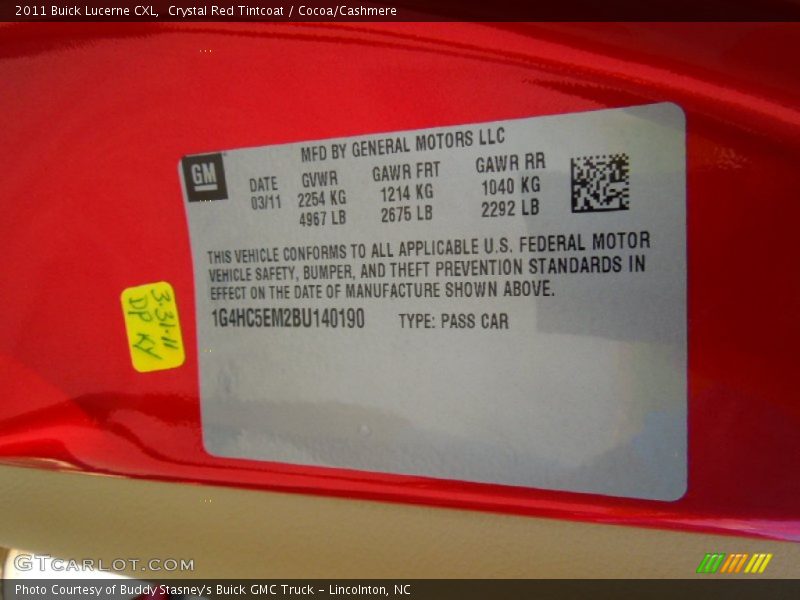 2011 Buick Lucerne CXL,  Crystal Red Tintcoat / Cocoa/Cashmere
GM
MFD BY GENERAL MOTORS LLC
DATE GVWR GAWR FRT GAWR RR
03/11 2254 KG 1214 KG 1040 KG
4967 LB 2675 LB 2292 LB
THIS VEHICLE CONFORMS TO ALL APPLICABLE U.S. FEDERAL MOTOR
VEHICLE SAFETY, BUMPER, AND THEFT PREVENTION STANDARDS IN
EFFECT ON THE DATE OF MANUFACTURE SHOWN ABOVE.
1G4HC5EM2BU140190 TYPE: PASS CAR
3-31-11
DP KY
GTCARLOT.COM
Photo Courtesy of Buddy Stasney's Buick GMC Truck - Lincolnton, NC